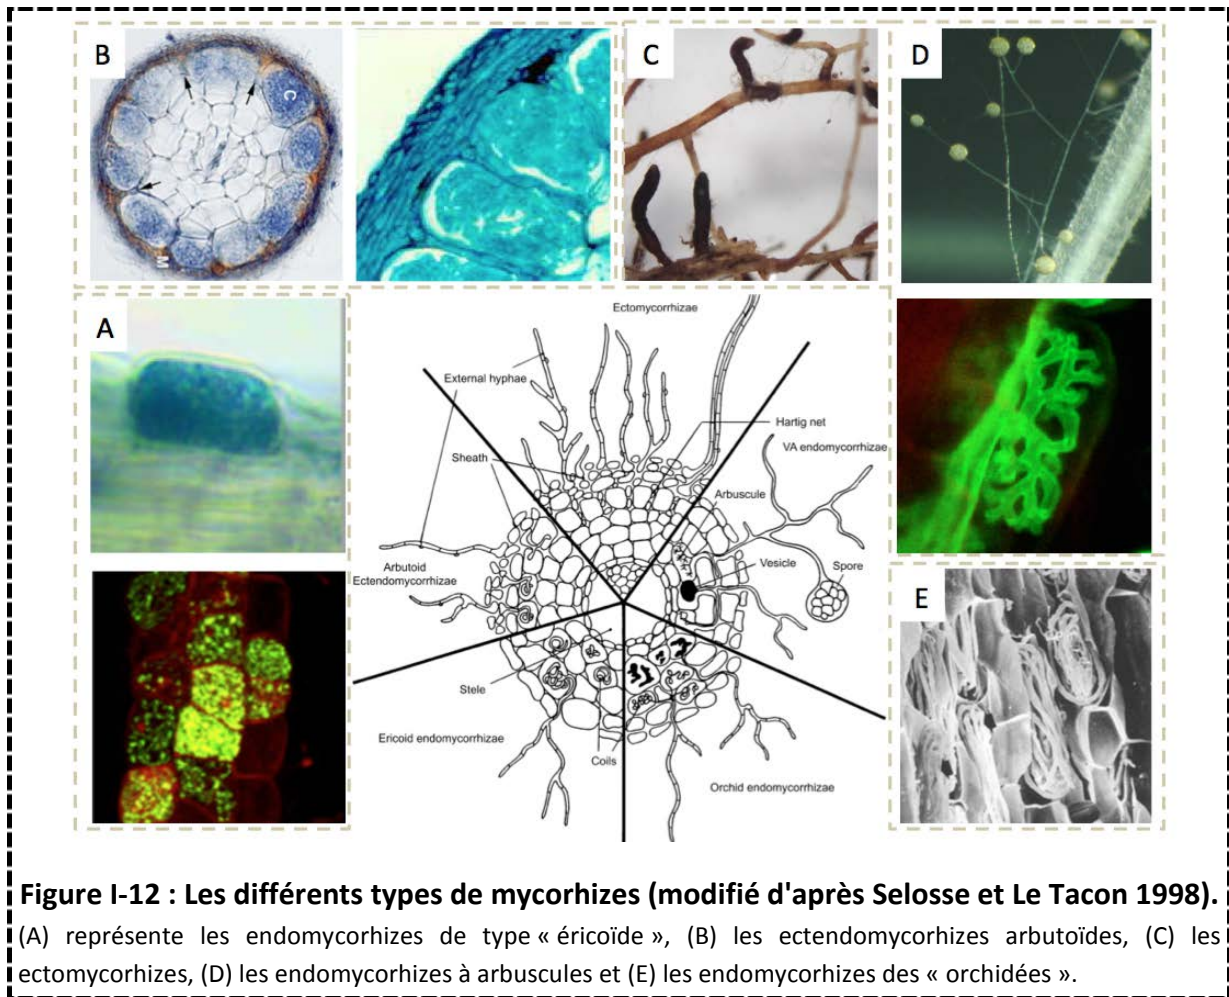 B
C
D
C
M
A
Ectomycorrhizae
External hyphae
Hartig net
VA endomycorrhizae
Sheath
Arbuscule
Vesicle
Spore
Arbutoid
Ectendomycorrhizae
E
Stele
Ericoid endomycorrhizae
Coils
Orchid endomycorrhizae
Figure I-12 : Les différents types de mycorhizes (modifié d'après Selosse et Le Tacon 1998).
(A) représente les endomycorhizes de type « éricoïde », (B) les ectendomycorhizes arbutoïdes, (C) les
ectomycorhizes, (D) les endomycorhizes à arbuscules et (E) les endomycorhizes des « orchidées ».